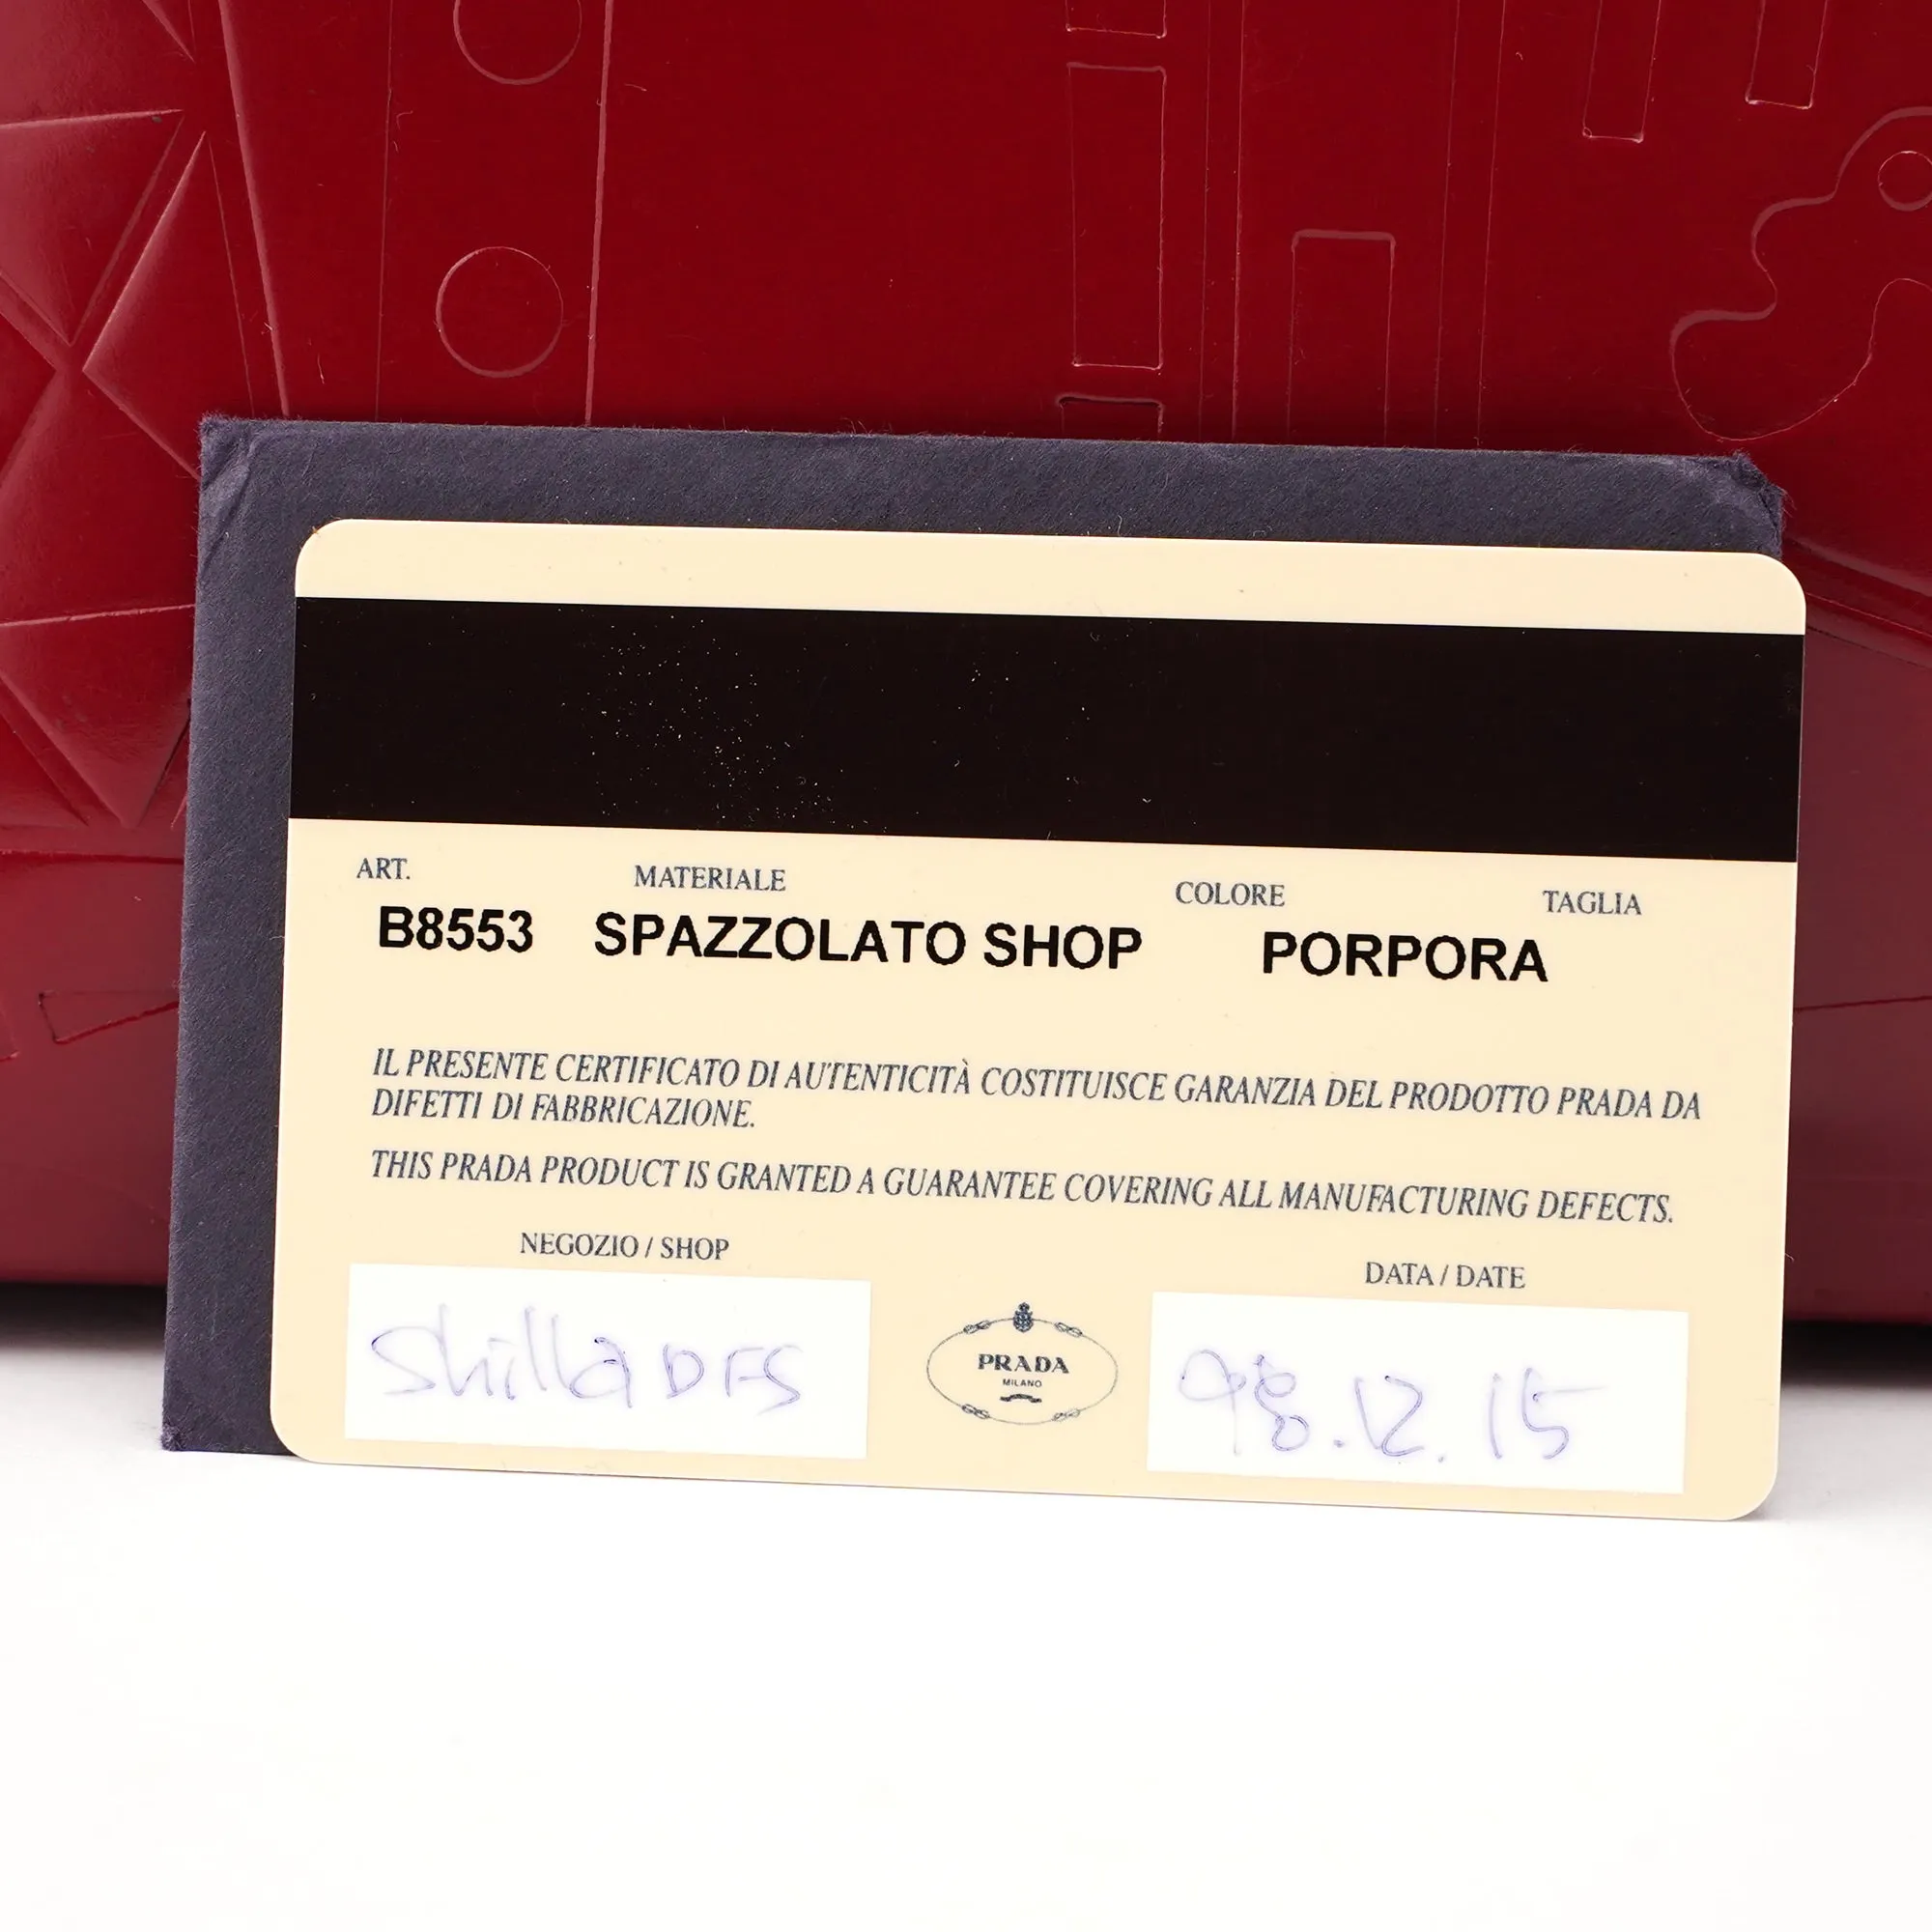 ART. MATERIALE COLORE TAGLIA
B8553 SPAZZOLATO SHOP PORPORA
IL PRESENTE CERTIFICATO DI AUTENTICITÀ COSTITUISCE GARANZIA DEL PRODOTTO PRADA DA
DIFETTI DI FABBRICAZIONE.
THIS PRADA PRODUCT IS GRANTED A GUARANTEE COVERING ALL MANUFACTURING DEFECTS.
NEGOZIO / SHOP
DATA / DATE
Shilla DFS
PRADA
MILANO
98.12.15